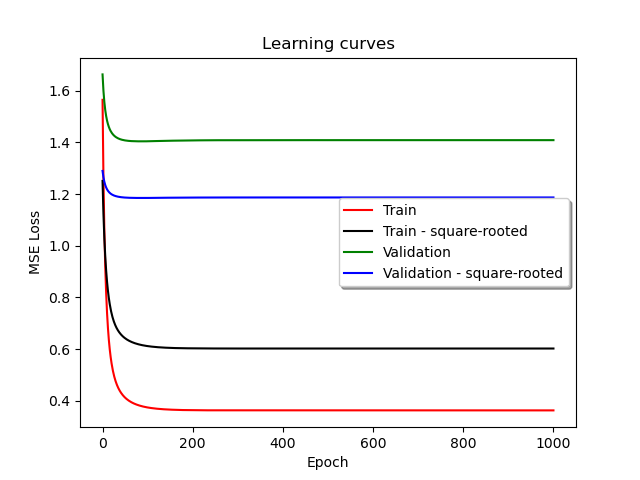 Learning curves
MSE Loss
1.6
1.4
1.2
1.0
0.8
0.6
0.4
Train
Train - square-rooted
Validation
Validation - square-rooted
0 200 400 600 800 1000
Epoch